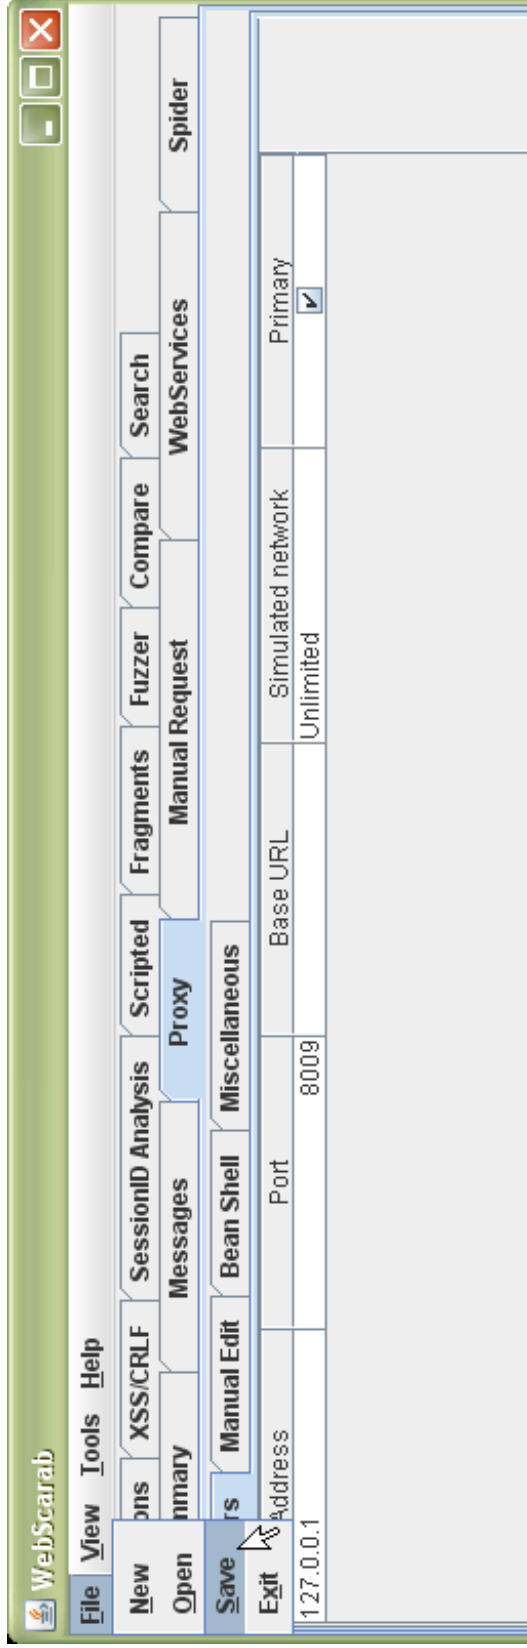 WebScarab
File View Tools Help
New ons XSS/CRLF SessionID Analysis Scripted Fragments Fuzzer Compare Search
Open nmary Messages Proxy Manual Request WebServices Spider
Save rs Manual Edit Bean Shell Miscellaneous
Exit Address Port Base URL Simulated network Primary
127.0.0.1 8009 Unlimited